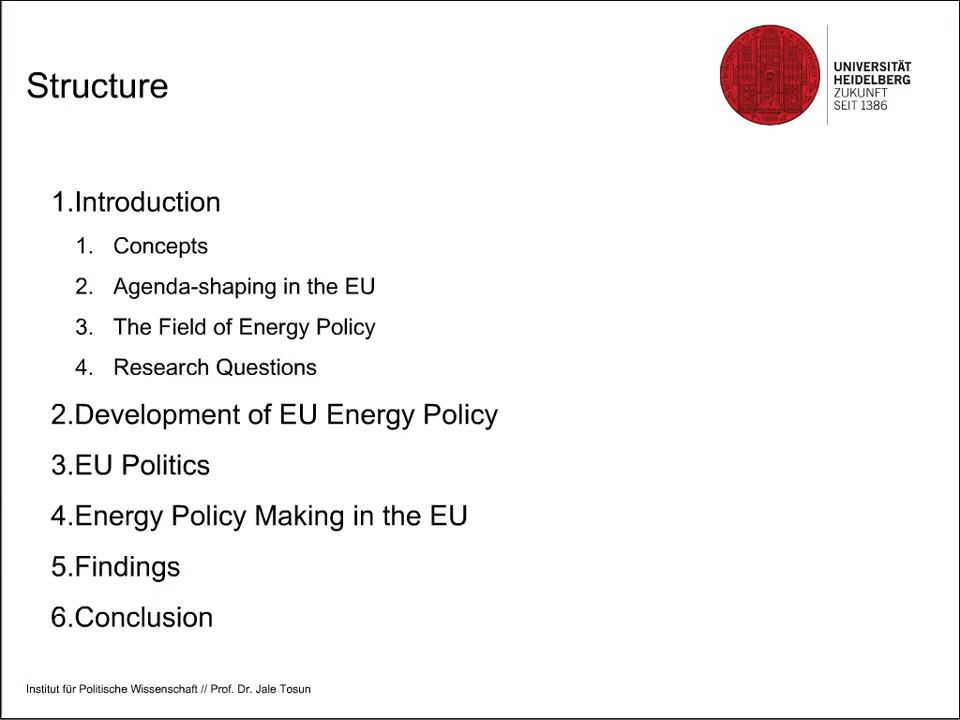 Structure
UNIVERSITÄT
HEIDELBERG
ZUKUNFT
SEIT 1386
1.Introduction
1. Concepts
2. Agenda-shaping in the EU
3. The Field of Energy Policy
4. Research Questions
2.Development of EU Energy Policy
3.EU Politics
4.Energy Policy Making in the EU
5.Findings
6.Conclusion
Institut für Politische Wissenschaft // Prof. Dr. Jale Tosun